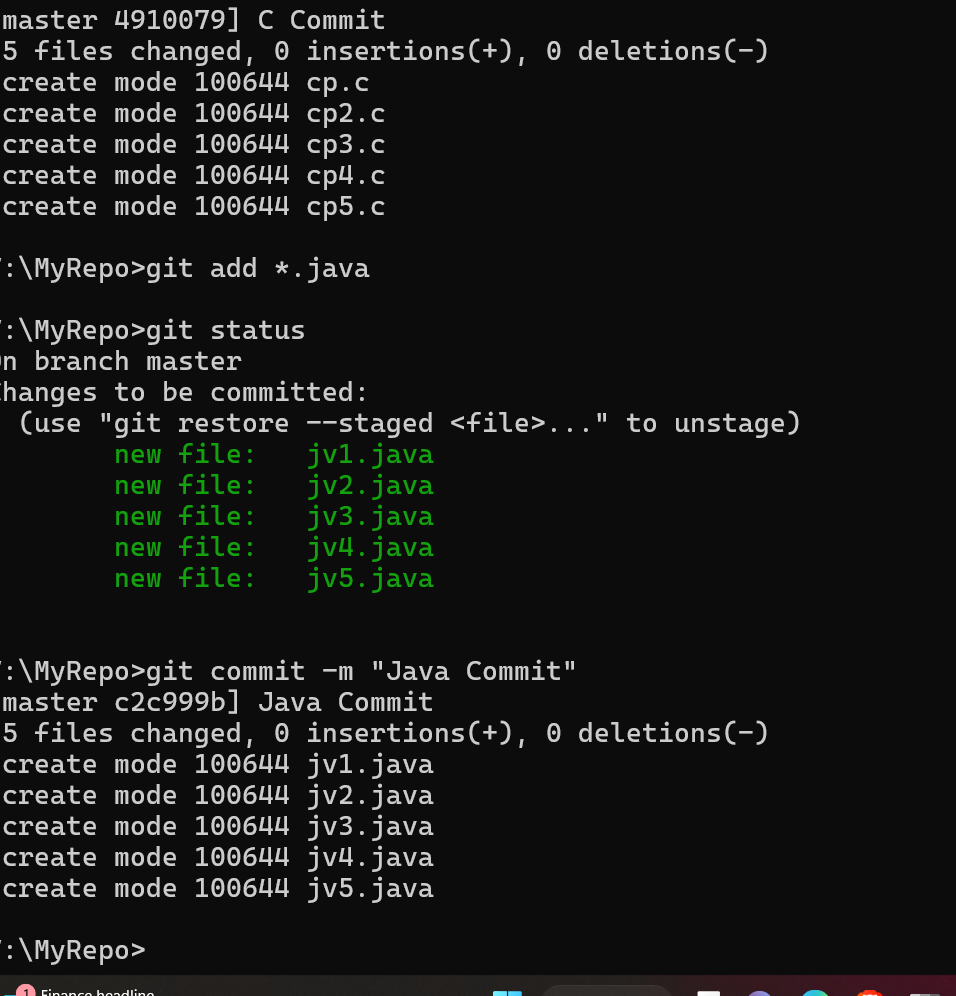 master 4910079] C Commit
5 files changed, 0 insertions(+), 0 deletions(-)
create mode 100644 cp.c
create mode 100644 cp2.c
create mode 100644 cp3.c
create mode 100644 cp4.c
create mode 100644 cp5.c
:\MyRepo>git add *.java
:\MyRepo>git status
On branch master
Changes to be committed:
(use "git restore --staged <file>..." to unstage)
new file: jv1.java
new file: jv2.java
new file: jv3.java
new file: jv4.java
new file: jv5.java
:\MyRepo>git commit -m "Java Commit"
master c2c999b] Java Commit
5 files changed, 0 insertions(+), 0 deletions(-)
create mode 100644 jv1.java
create mode 100644 jv2.java
create mode 100644 jv3.java
create mode 100644 jv4.java
create mode 100644 jv5.java
:\MyRepo>
1 Finance headline